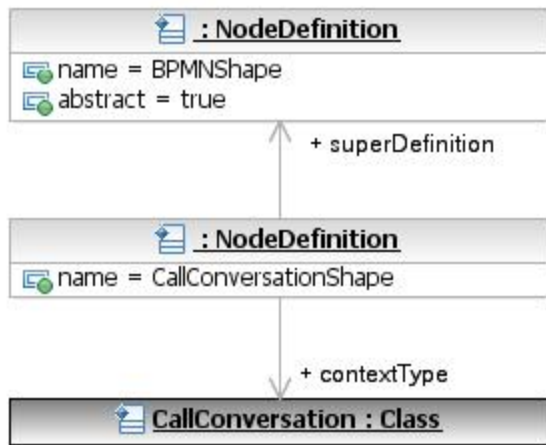 : NodeDefinition
name = BPMNShape
abstract = true
+ superDefinition
: NodeDefinition
name = CallConversationShape
+ contextType
CallConversation : Class